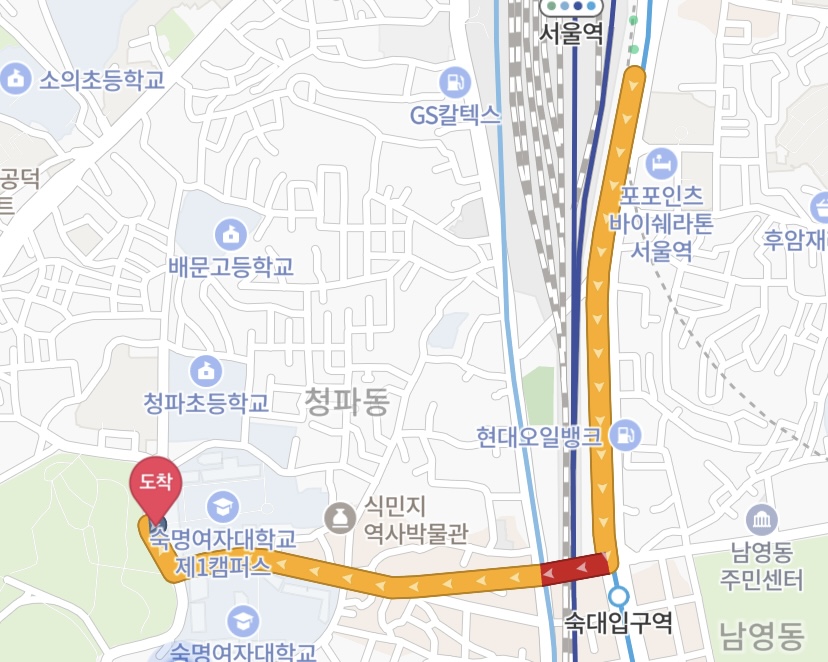 서울역
소의초등학교
GS칼텍스
공덕
트
포포인츠
바이쉐라톤
서울역
후암재
배문고등학교
청파초등학교
청파동
현대오일뱅크
도착
식민지
역사박물관
숙명여자대학교
제1캠퍼스
남영동
주민센터
숙대입구역
남영동
숙명여자대학교